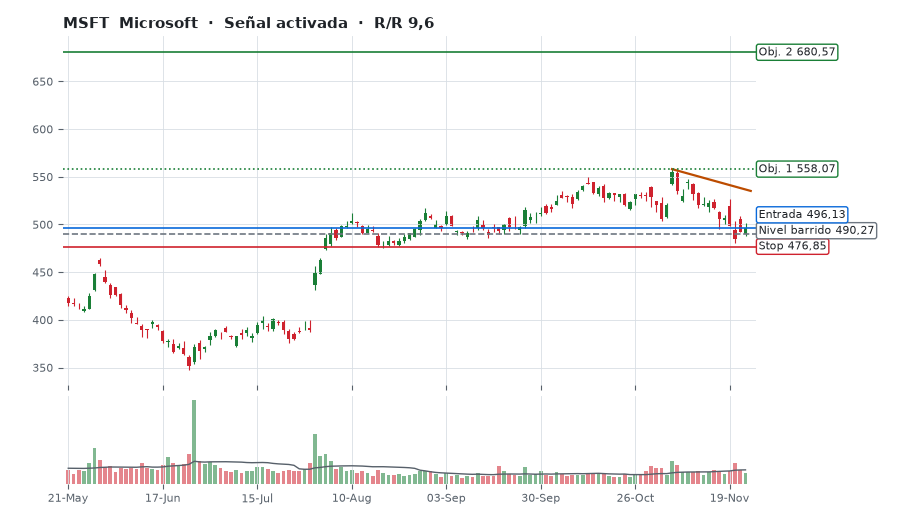 MSFT Microsoft · Señal activada · R/R 9,6
Obj. 2 680,57
650
600
Obj. 1 558,07
550
Entrada 496,13
500
Nivel barrido 490,27
Stop 476,85
450
400
350
21-May 17-Jun 15-Jul 10-Aug 03-Sep 30-Sep 26-Oct 19-Nov